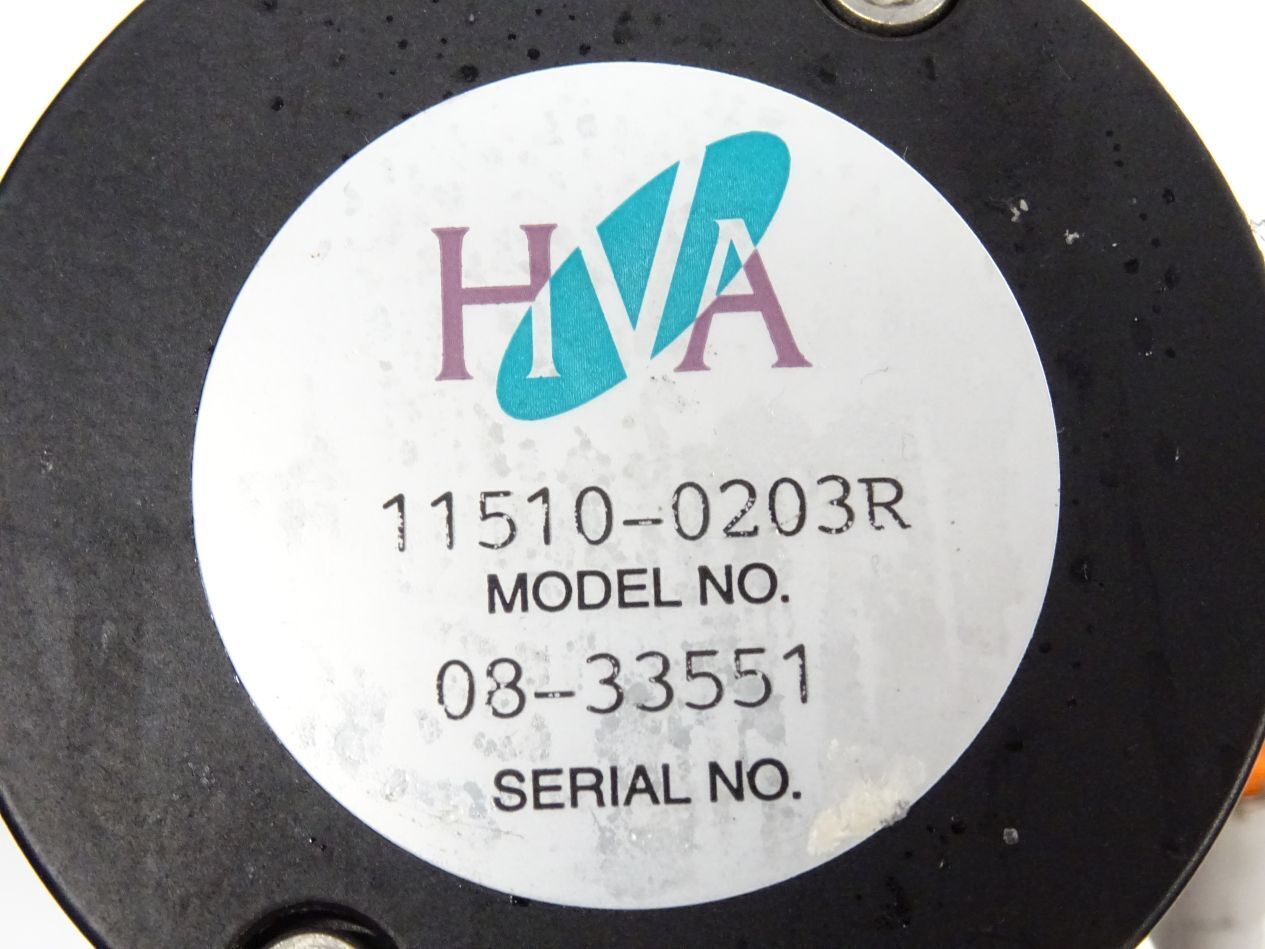 HVA
11510-0203R
MODEL NO.
08-33551
SERIAL NO.